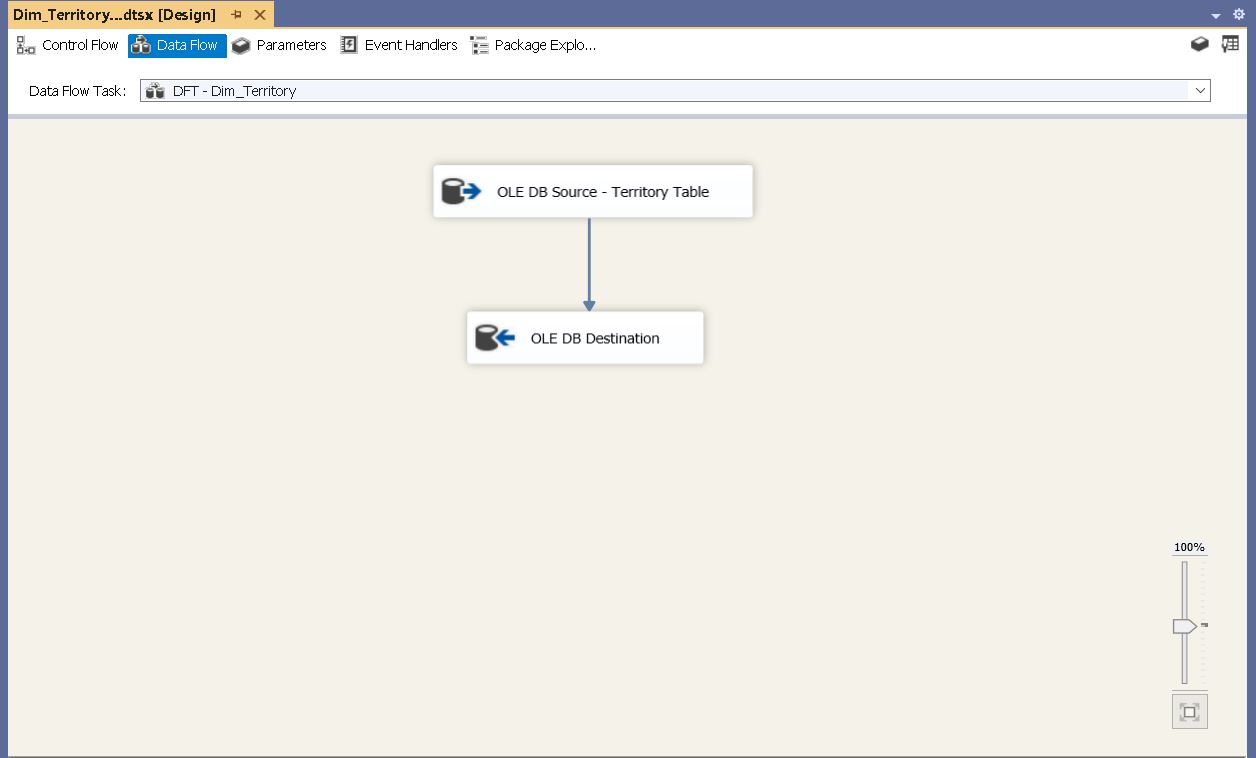 Dim_Territory...dtsx [Design]
Control Flow Data Flow Parameters Event Handlers Package Explo...
Data Flow Task: DFT - Dim_Territory
OLE DB Source - Territory Table
OLE DB Destination
100%